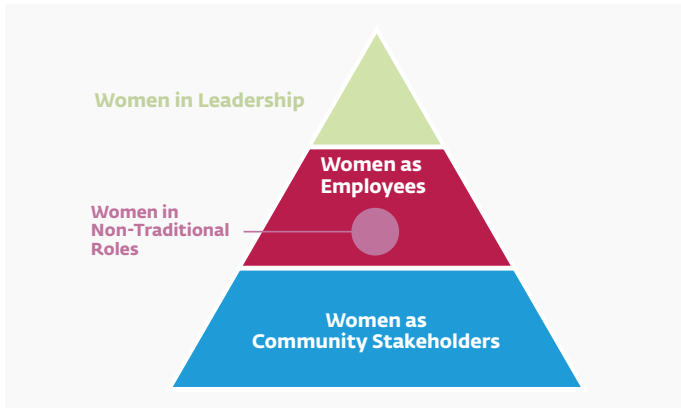 Women in Leadership
Women as
Employees
Women in
Non-Traditional
Roles
Women as
Community Stakeholders